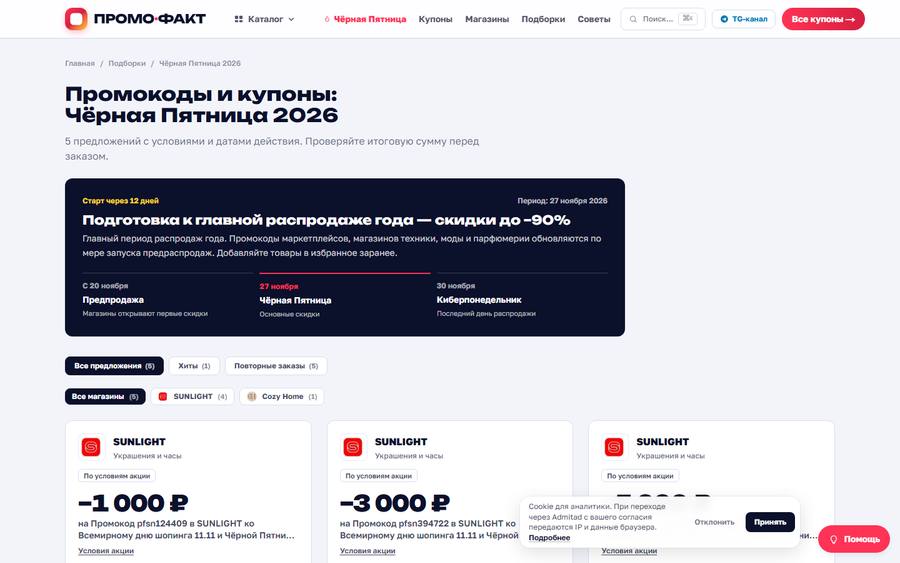 ПРОМО·ФАКТ
Каталог
Чёрная Пятница
Купоны
Магазины
Подборки
Советы
Поиск...
⌘K
TG-канал
Все купоны →
Главная / Подборки / Чёрная Пятница 2026
Промокоды и купоны:
Чёрная Пятница 2026
5 предложений с условиями и датами действия. Проверяйте итоговую сумму перед
заказом.
Старт через 12 дней
Период: 27 ноября 2026
Подготовка к главной распродаже года — скидки до −90%
Главный период распродаж года. Промокоды маркетплейсов, магазинов техники, моды и парфюмерии обновляются по
мере запуска предраспродаж. Добавляйте товары в избранное заранее.
С 20 ноября
Предпродажа
Магазины открывают первые скидки
27 ноября
Чёрная Пятница
Основные скидки
30 ноября
Киберпонедельник
Последний день распродажи
Все предложения (5)
Хиты (1)
Повторные заказы (5)
Все магазины (5)
SUNLIGHT (4)
Cozy Home (1)
SUNLIGHT
Украшения и часы
По условиям акции
−1 000 ₽
на Промокод pfsn124409 в SUNLIGHT ко
Всемирному дню шопинга 11.11 и Чёрной Пятни...
Условия акции
SUNLIGHT
Украшения и часы
По условиям акции
−3 000 ₽
на Промокод pfsn394722 в SUNLIGHT ко
Всемирному дню шопинга 11.11 и Чёрной
Условия акции
SUNLIGHT
Украшения и часы
По условиям акции
Условия акции
Cookie для аналитики. При переходе
через Admitad с вашего согласия
передаются IP и данные браузера.
Подробнее
Отклонить
Принять
Помощь